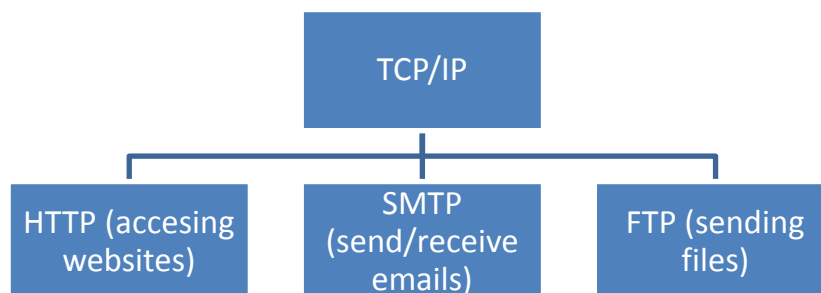 TCP/IP
HTTP (accesing
websites)
SMTP
(send/receive
emails)
FTP (sending
files)